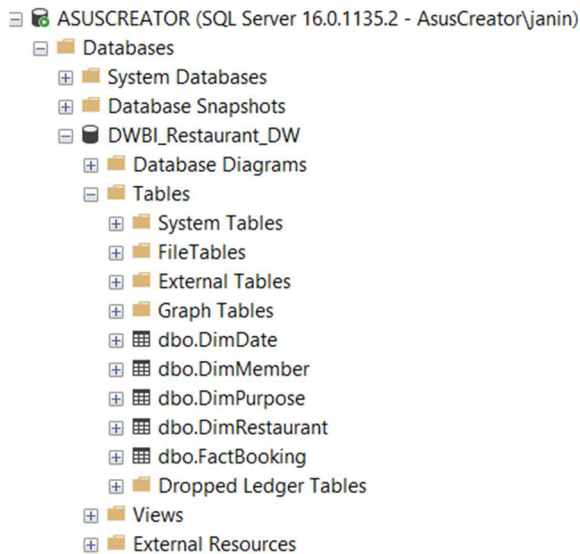 ASUSCREATOR (SQL Server 16.0.1135.2 - AsusCreator\janin)
Databases
System Databases
Database Snapshots
DWBI_Restaurant_DW
Database Diagrams
Tables
System Tables
FileTables
External Tables
Graph Tables
dbo.DimDate
dbo.DimMember
dbo.DimPurpose
dbo.DimRestaurant
dbo.FactBooking
Dropped Ledger Tables
Views
External Resources